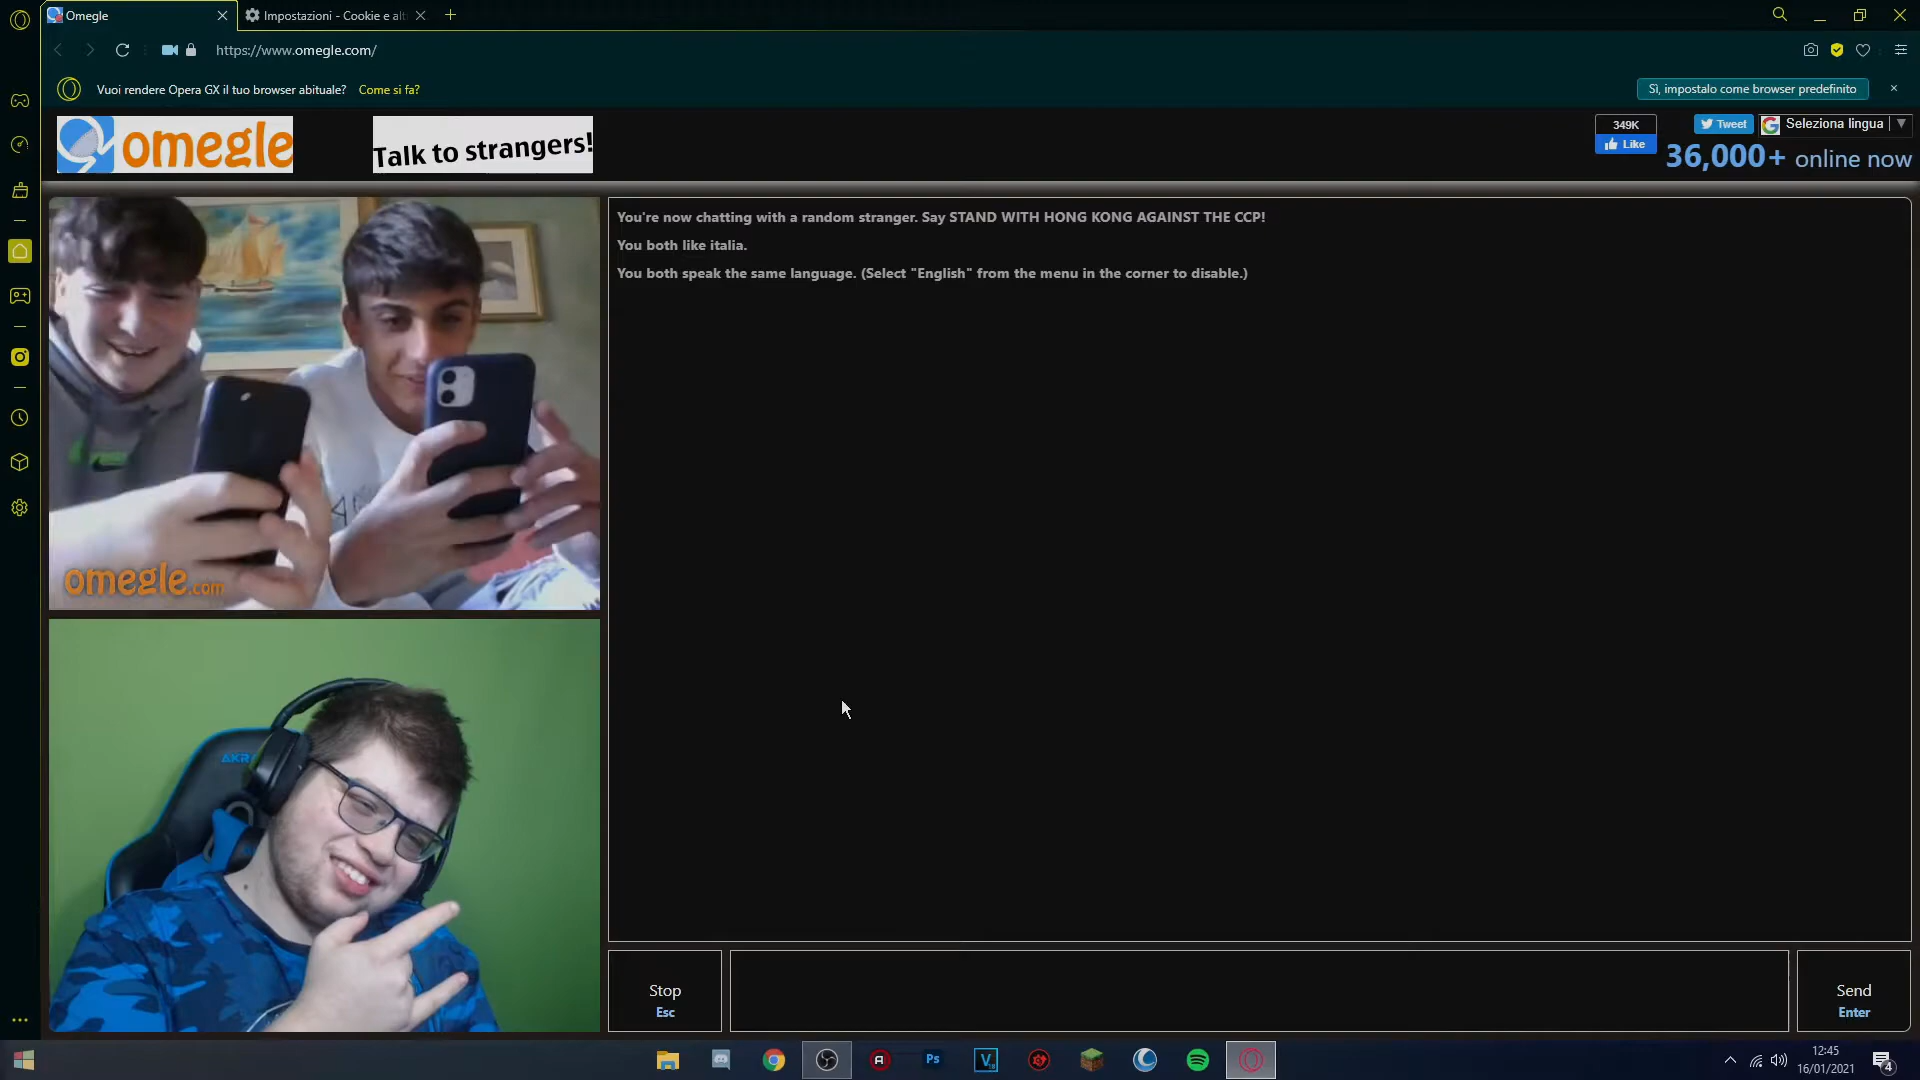 Omegle
Impostazioni - Cookie e alt
https://www.omegle.com/
Vuoi rendere Opera GX il tuo browser abituale? Come si fa?
Sì, impostalo come browser predefinito
omegle
Talk to strangers!
349K
Like
Tweet
Seleziona lingua
36,000+ online now
You're now chatting with a random stranger. Say STAND WITH HONG KONG AGAINST THE CCP!
You both like italia.
You both speak the same language. (Select "English" from the menu in the corner to disable.)
omegle.com
AKR
Stop
Esc
Send
Enter
Ps
V
12:45
16/01/2021
4